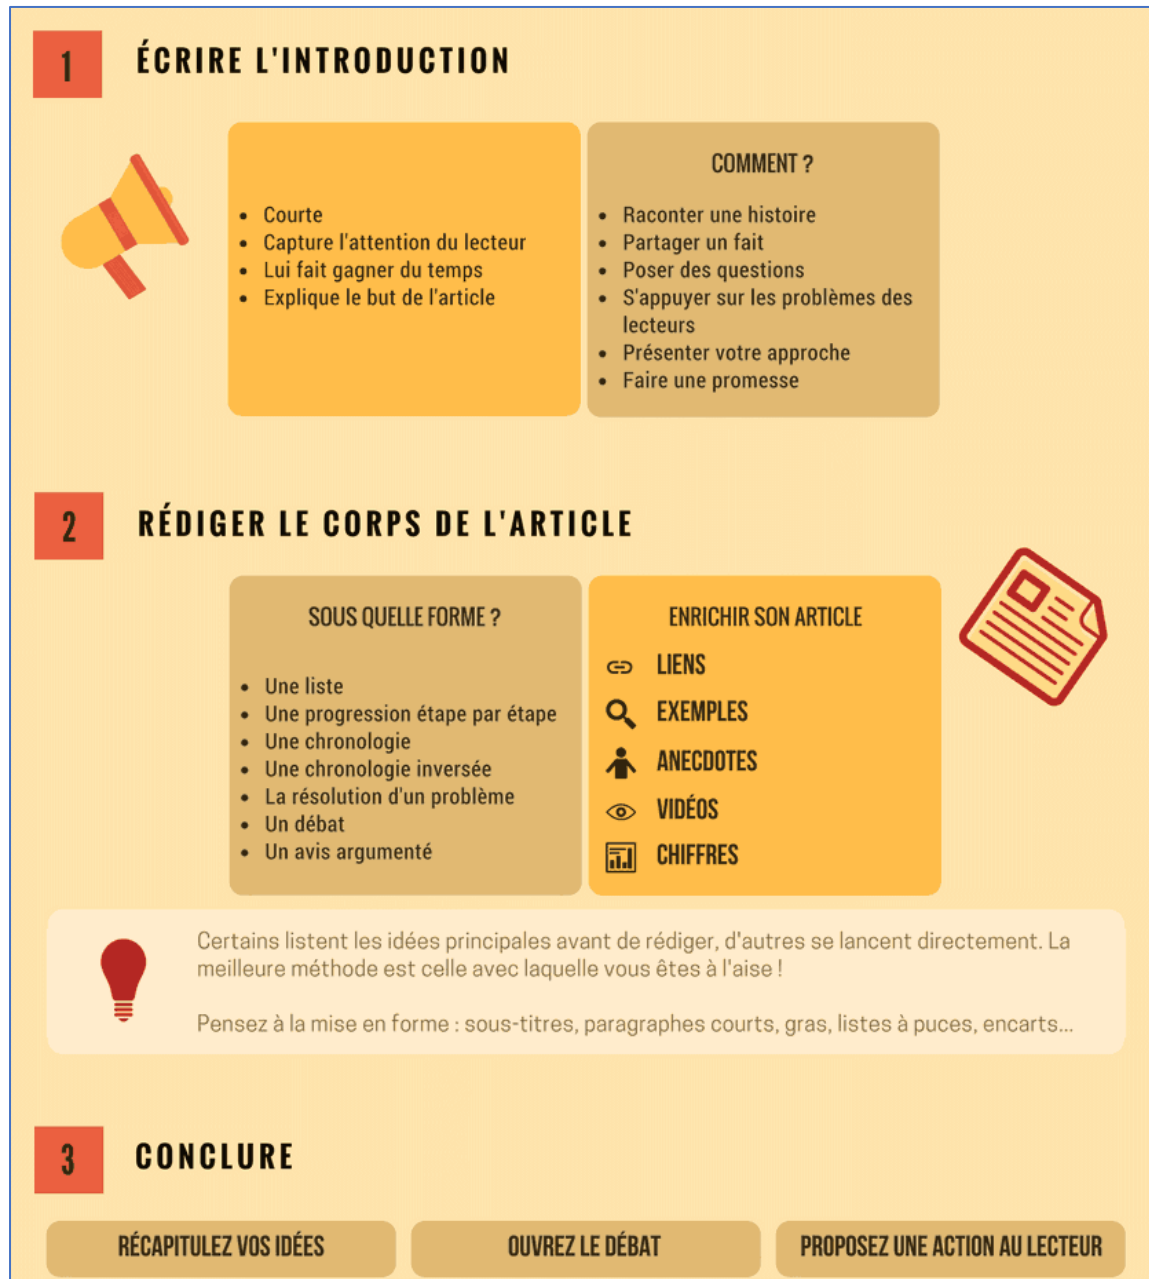 1
ÉCRIRE L'INTRODUCTION
• Courte
• Capture l'attention du lecteur
• Lui fait gagner du temps
• Explique le but de l'article
COMMENT ?
• Raconter une histoire
• Partager un fait
• Poser des questions
• S'appuyer sur les problèmes des
lecteurs
• Présenter votre approche
• Faire une promesse
2
RÉDIGER LE CORPS DE L'ARTICLE
SOUS QUELLE FORME ?
• Une liste
• Une progression étape par étape
• Une chronologie
• Une chronologie inversée
• La résolution d'un problème
• Un débat
• Un avis argumenté
ENRICHIR SON ARTICLE
LIENS
EXEMPLES
ANECDOTES
VIDÉOS
CHIFFRES
Certains listent les idées principales avant de rédiger, d'autres se lancent directement. La
meilleure méthode est celle avec laquelle vous êtes à l'aise !
Pensez à la mise en forme : sous-titres, paragraphes courts, gras, listes à puces, encarts...
3
CONCLURE
RÉCAPITULEZ VOS IDÉES
OUVREZ LE DÉBAT
PROPOSEZ UNE ACTION AU LECTEUR